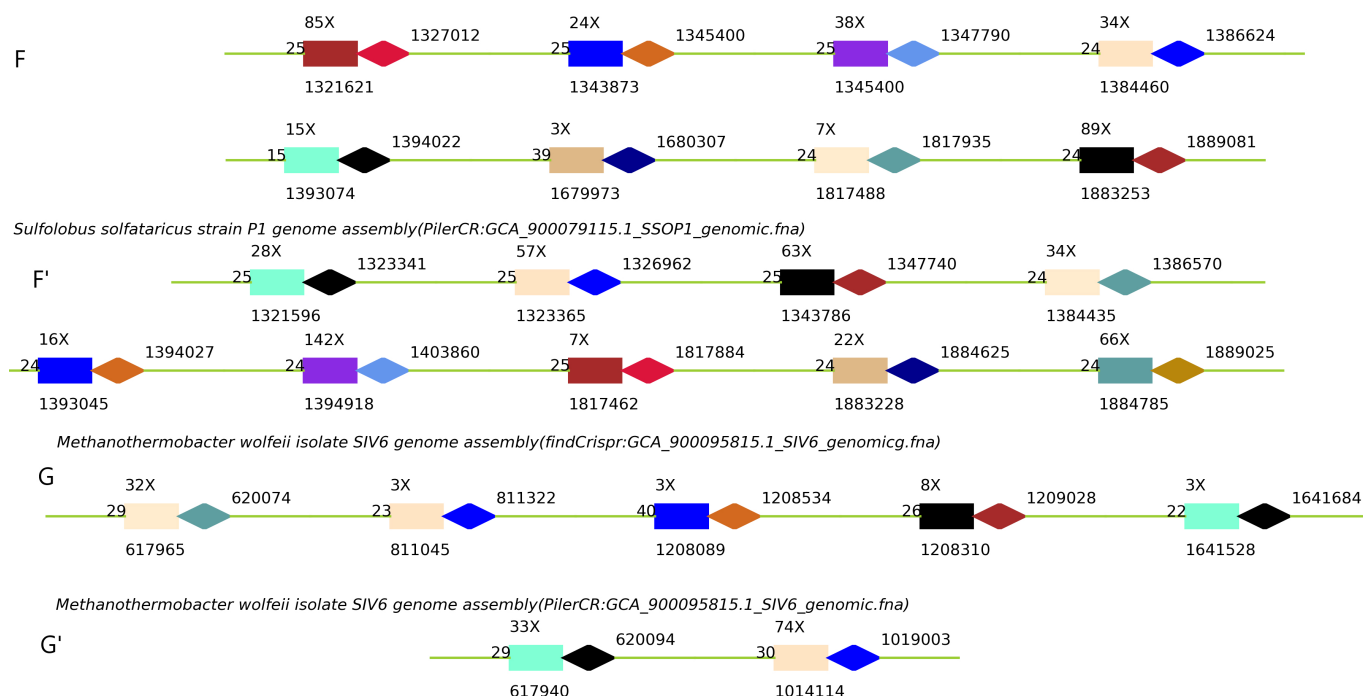 85X 24X 38X 34X
25 1327012 25 1345400 25 1347790 24 1386624
F
1321621 1343873 1345400 1384460
15X 3X 7X 89X
15 1394022 39 1680307 24 1817935 24 1889081
1393074 1679973 1817488 1883253
Sulfolobus solfataricus strain P1 genome assembly(PilerCR:GCA_900079115.1_SSOP1_genomic.fna)
28X 57X 63X 34X
F' 25 1323341 25 1326962 25 1347740 24 1386570
1321596 1323365 1343786 1384435
16X 142X 7X 22X 66X
24 1394027 24 1403860 25 1817884 24 1884625 24 1889025
1393045 1394918 1817462 1883228 1884785
Methanothermobacter wolfeii isolate SIV6 genome assembly(findCrispr:GCA_900095815.1_SIV6_genomicg.fna)
G
32X 3X 3X 8X 3X
29 620074 23 811322 40 1208534 26 1209028 22 1641684
617965 811045 1208089 1208310 1641528
Methanothermobacter wolfeii isolate SIV6 genome assembly(PilerCR:GCA_900095815.1_SIV6_genomic.fna)
33X 74X
G' 29 620094 30 1019003
617940 1014114